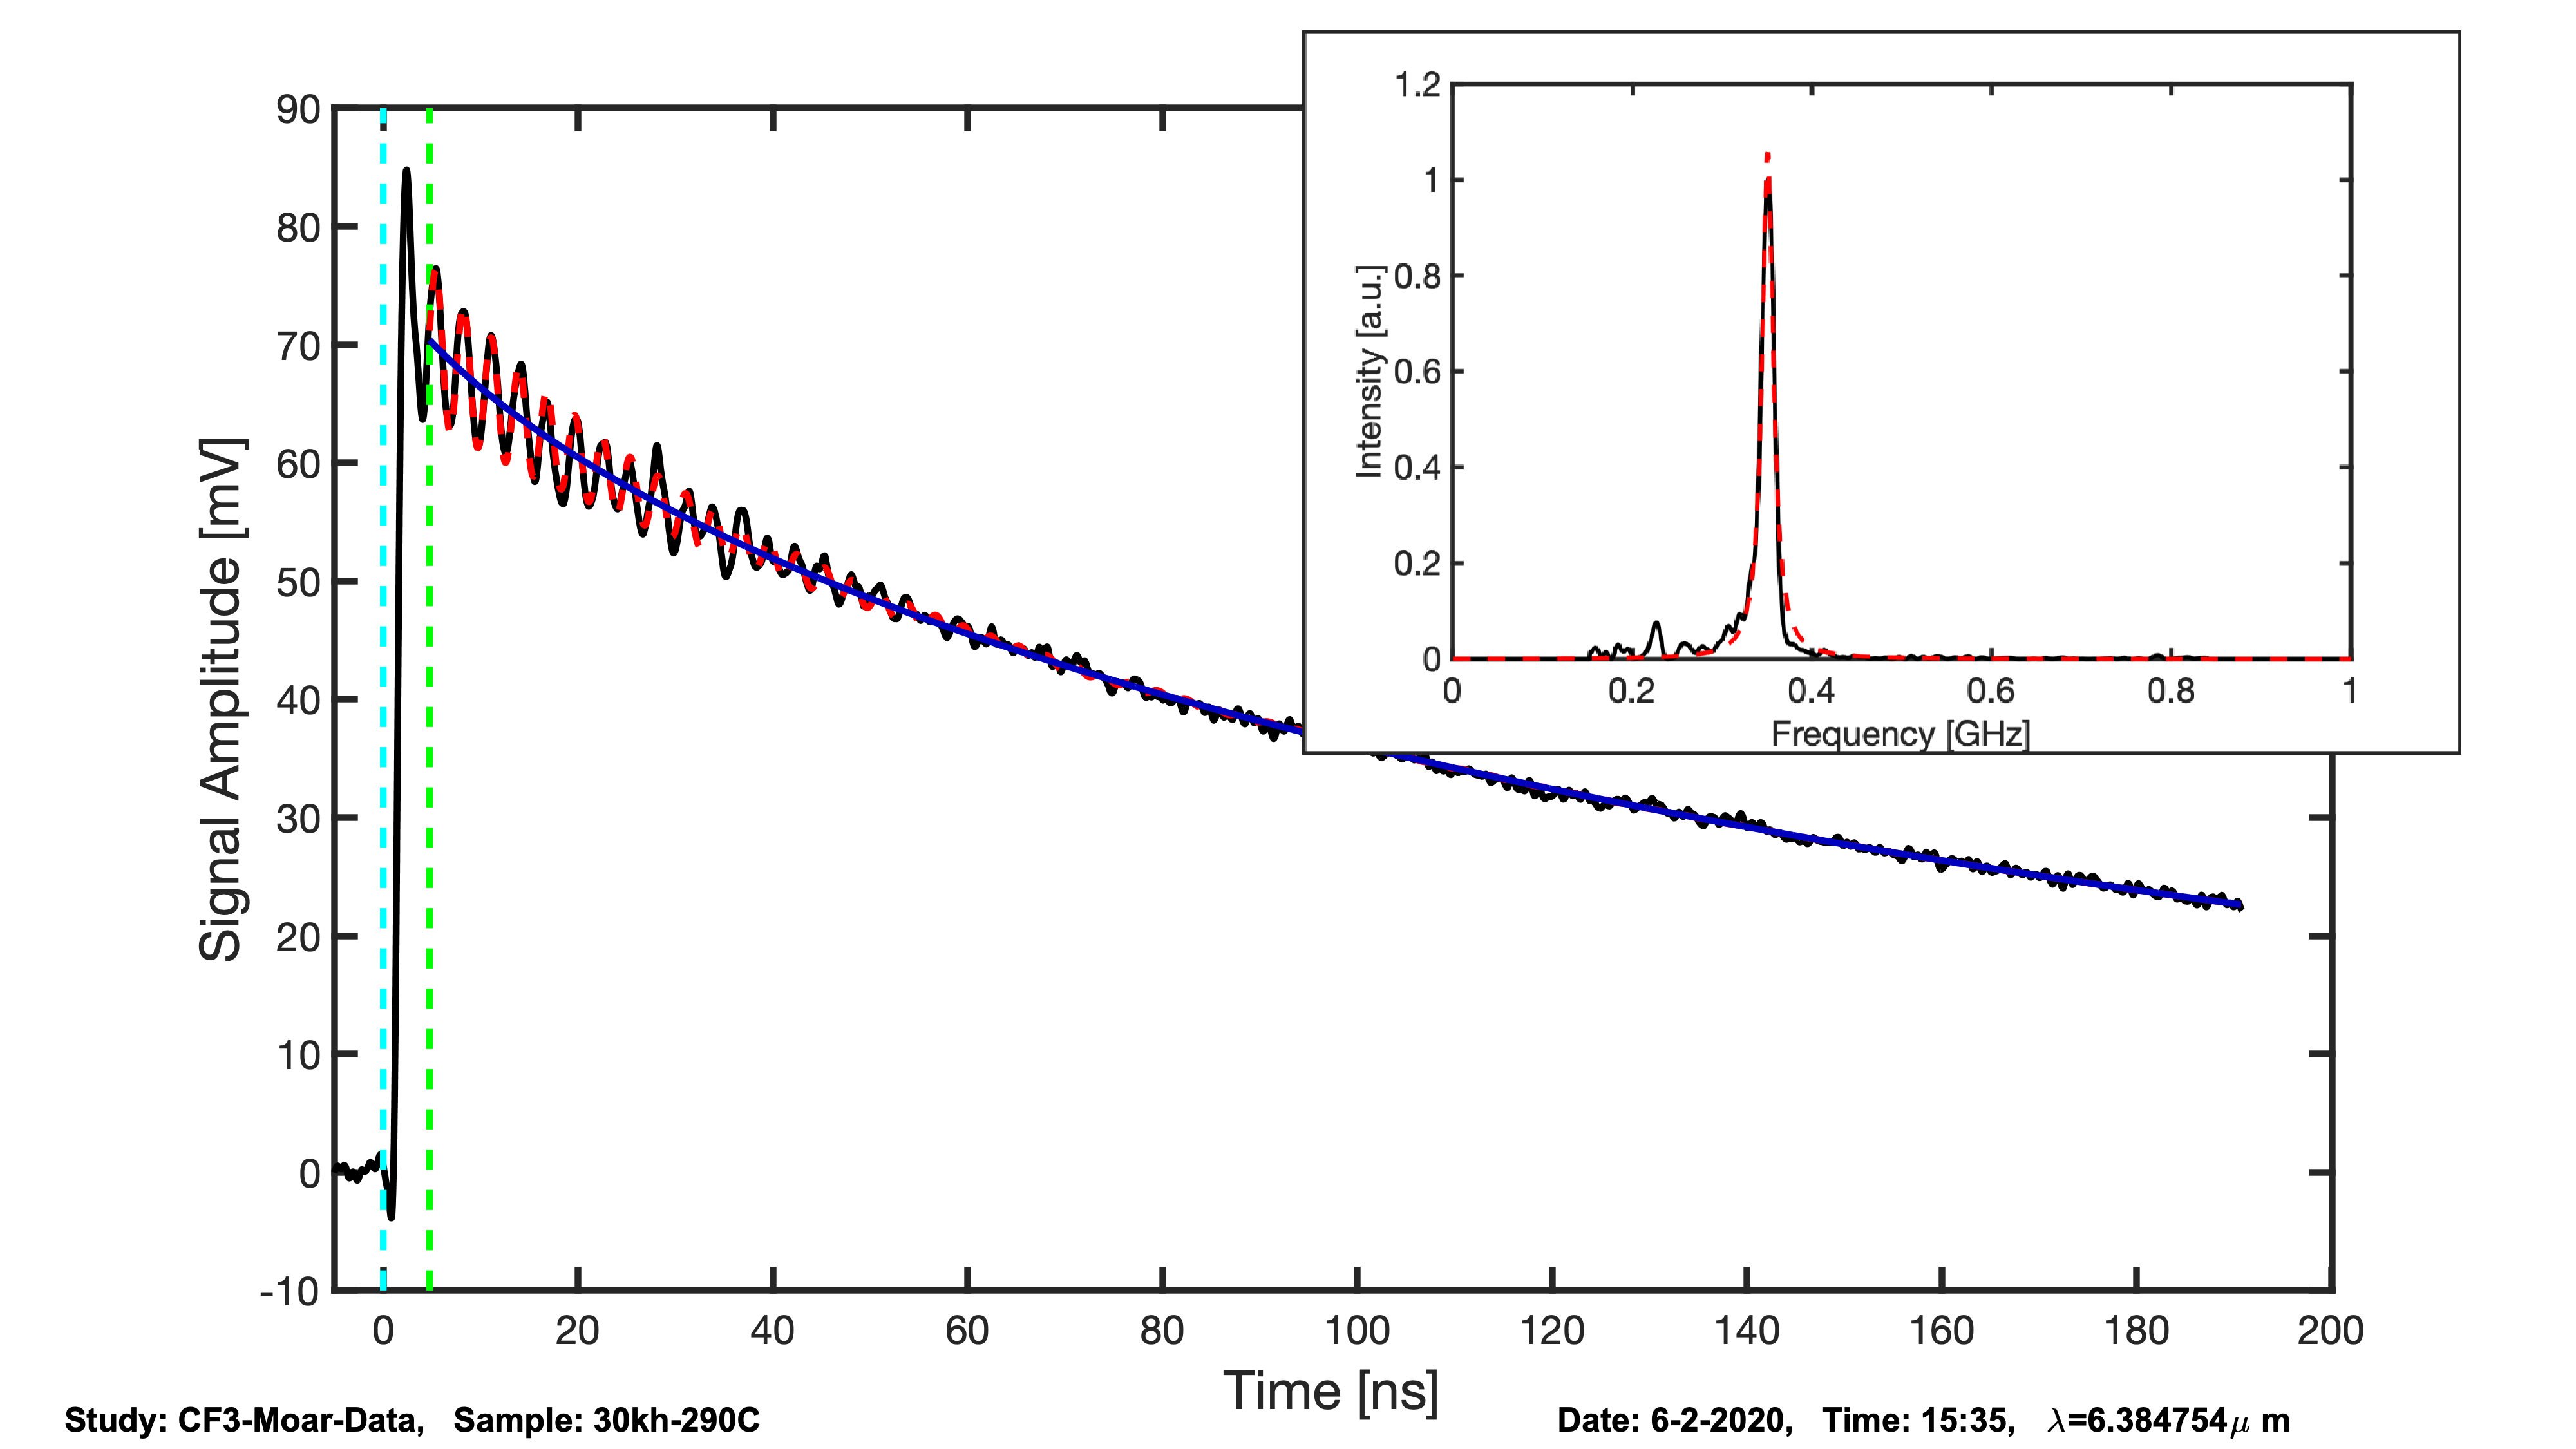 1.2
1
0.8
0.6
0.4
0.2
0
Intensity [a.u.]
0 0.2 0.4 0.6 0.8 1
Frequency [GHz]
90
80
70
60
50
40
30
20
10
0
-10
Signal Amplitude [mV]
0 20 40 60 80 100 120 140 160 180 200
Time [ns]
Study: CF3-Moar-Data, Sample: 30kh-290C
Date: 6-2-2020, Time: 15:35, λ=6.384754μ m